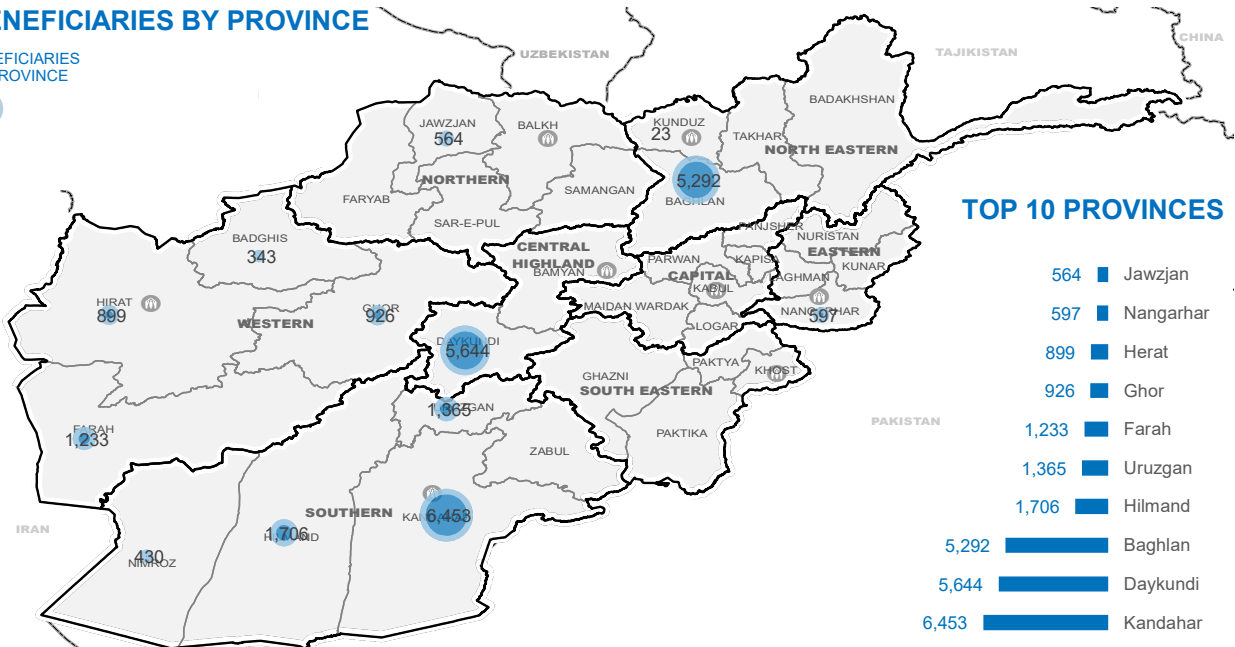 ENEFICIARIES BY PROVINCE
EFICIARIES
ROVINCE
UZBEKISTAN
TAJIKISTAN
CHINA
BADAKHSHAN
JAWZJAN
564
BALKH
KUNDUZ
23
TAKHAR
NORTH EASTERN
NORTHERN
5,292
BAGHLAN
FARYAB
SAMANGAN
SAR-E-PUL
TOP 10 PROVINCES
PANJSHER
NURISTAN
BADGHIS
343
CENTRAL
HIGHLAND
BAMYAN
PARWAN
KAPISA
EASTERN
KUNAR
CAPITAL
KABUL
AGHMAN
564 Jawzjan
HIRAT
899
GHOR
926
WESTERN
MAIDAN WARDAK
NANGARHAR
597
597 Nangarhar
LOGAR
DAYKUNDI
5,644
899 Herat
PAKTYA
KHOST
GHAZNI
SOUTH EASTERN
926 Ghor
1,365
PAKISTAN
FARAH
1,233
1,233 Farah
PAKTIKA
ZABUL
1,365 Uruzgan
SOUTHERN
6,453
1,706 Hilmand
IRAN
1,706
5,292 Baghlan
430
NIMROZ
5,644 Daykundi
6,453 Kandahar